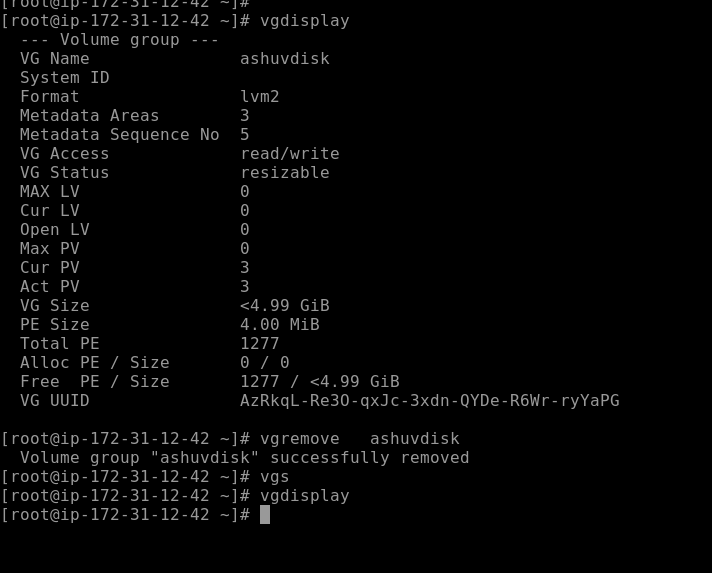 [root@ip-172-31-12-42 ~]#
[root@ip-172-31-12-42 ~]# vgdisplay
  --- Volume group ---
  VG Name               ashuvdisk
  System ID
  Format                lvm2
  Metadata Areas        3
  Metadata Sequence No  5
  VG Access             read/write
  VG Status             resizable
  MAX LV                0
  Cur LV                0
  Open LV               0
  Max PV                0
  Cur PV                3
  Act PV                3
  VG Size               <4.99 GiB
  PE Size               4.00 MiB
  Total PE              1277
  Alloc PE / Size       0 / 0
  Free  PE / Size       1277 / <4.99 GiB
  VG UUID               AzRkqL-Re3O-qxJc-3xdn-QYDe-R6Wr-ryYaPG

[root@ip-172-31-12-42 ~]# vgremove   ashuvdisk
  Volume group "ashuvdisk" successfully removed
[root@ip-172-31-12-42 ~]# vgs
[root@ip-172-31-12-42 ~]# vgdisplay
[root@ip-172-31-12-42 ~]#